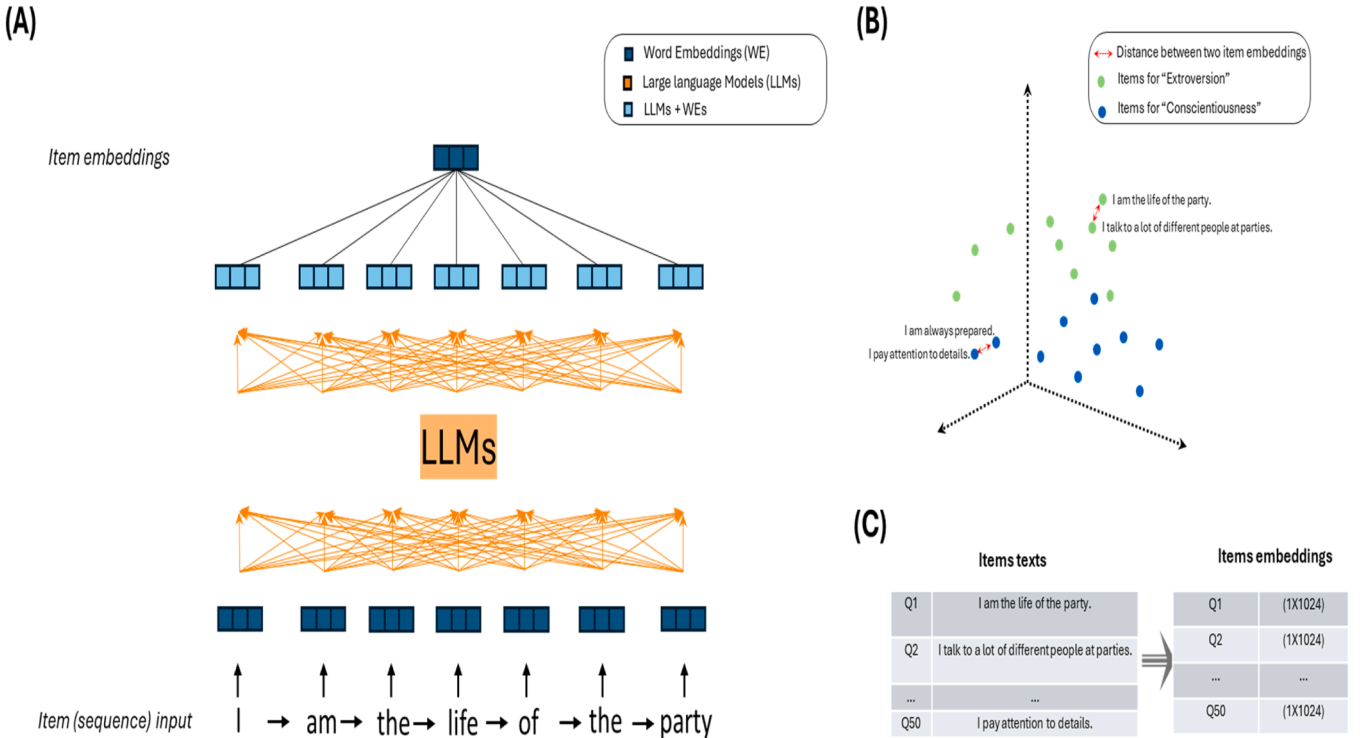 (A)
Word Embeddings (WE)
Large language Models (LLMs)
LLMs + WEs
Item embeddings
LLMs
Item (sequence) input
I am the life of the party
(B)
Distance between two item embeddings
Items for "Extroversion"
Items for "Conscientiousness"
I am the life of the party.
I talk to a lot of different people at parties.
I am always prepared.
I pay attention to details.
(C)
Items texts
Q1 I am the life of the party.
Q2 I talk to a lot of different people at parties.
... ...
Q50 I pay attention to details.
Items embeddings
Q1 (1X1024)
Q2 (1X1024)
... ...
Q50 (1X1024)